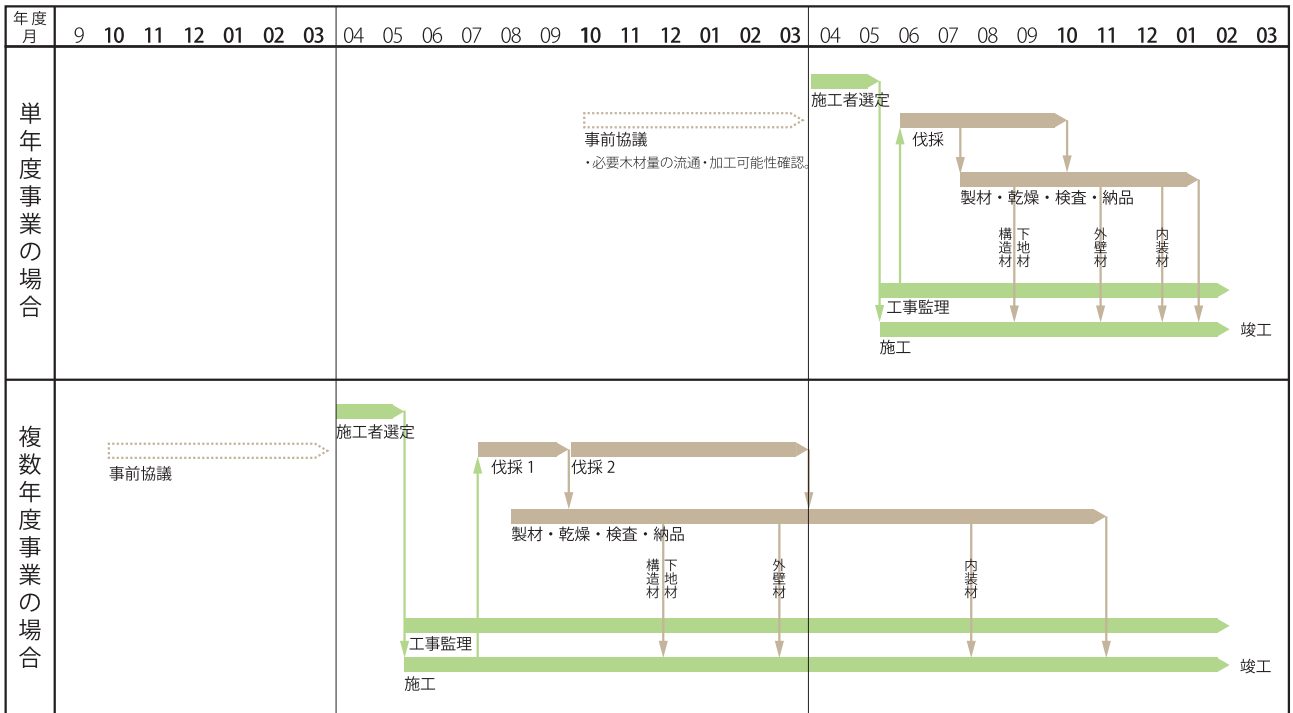 年度
月
9 10 11 12 01 02 03 04 05 06 07 08 09 10 11 12 01 02 03 04 05 06 07 08 09 10 11 12 01 02 03
単年度事業の場合
施工者選定
事前協議
・必要木材量の流通・加工可能性確認。
伐採
製材・乾燥・検査・納品
構造材
下地材
外壁材
内装材
工事監理
施工
竣工
複数年度事業の場合
施工者選定
事前協議
伐採 1
伐採 2
製材・乾燥・検査・納品
構造材
下地材
外壁材
内装材
工事監理
施工
竣工